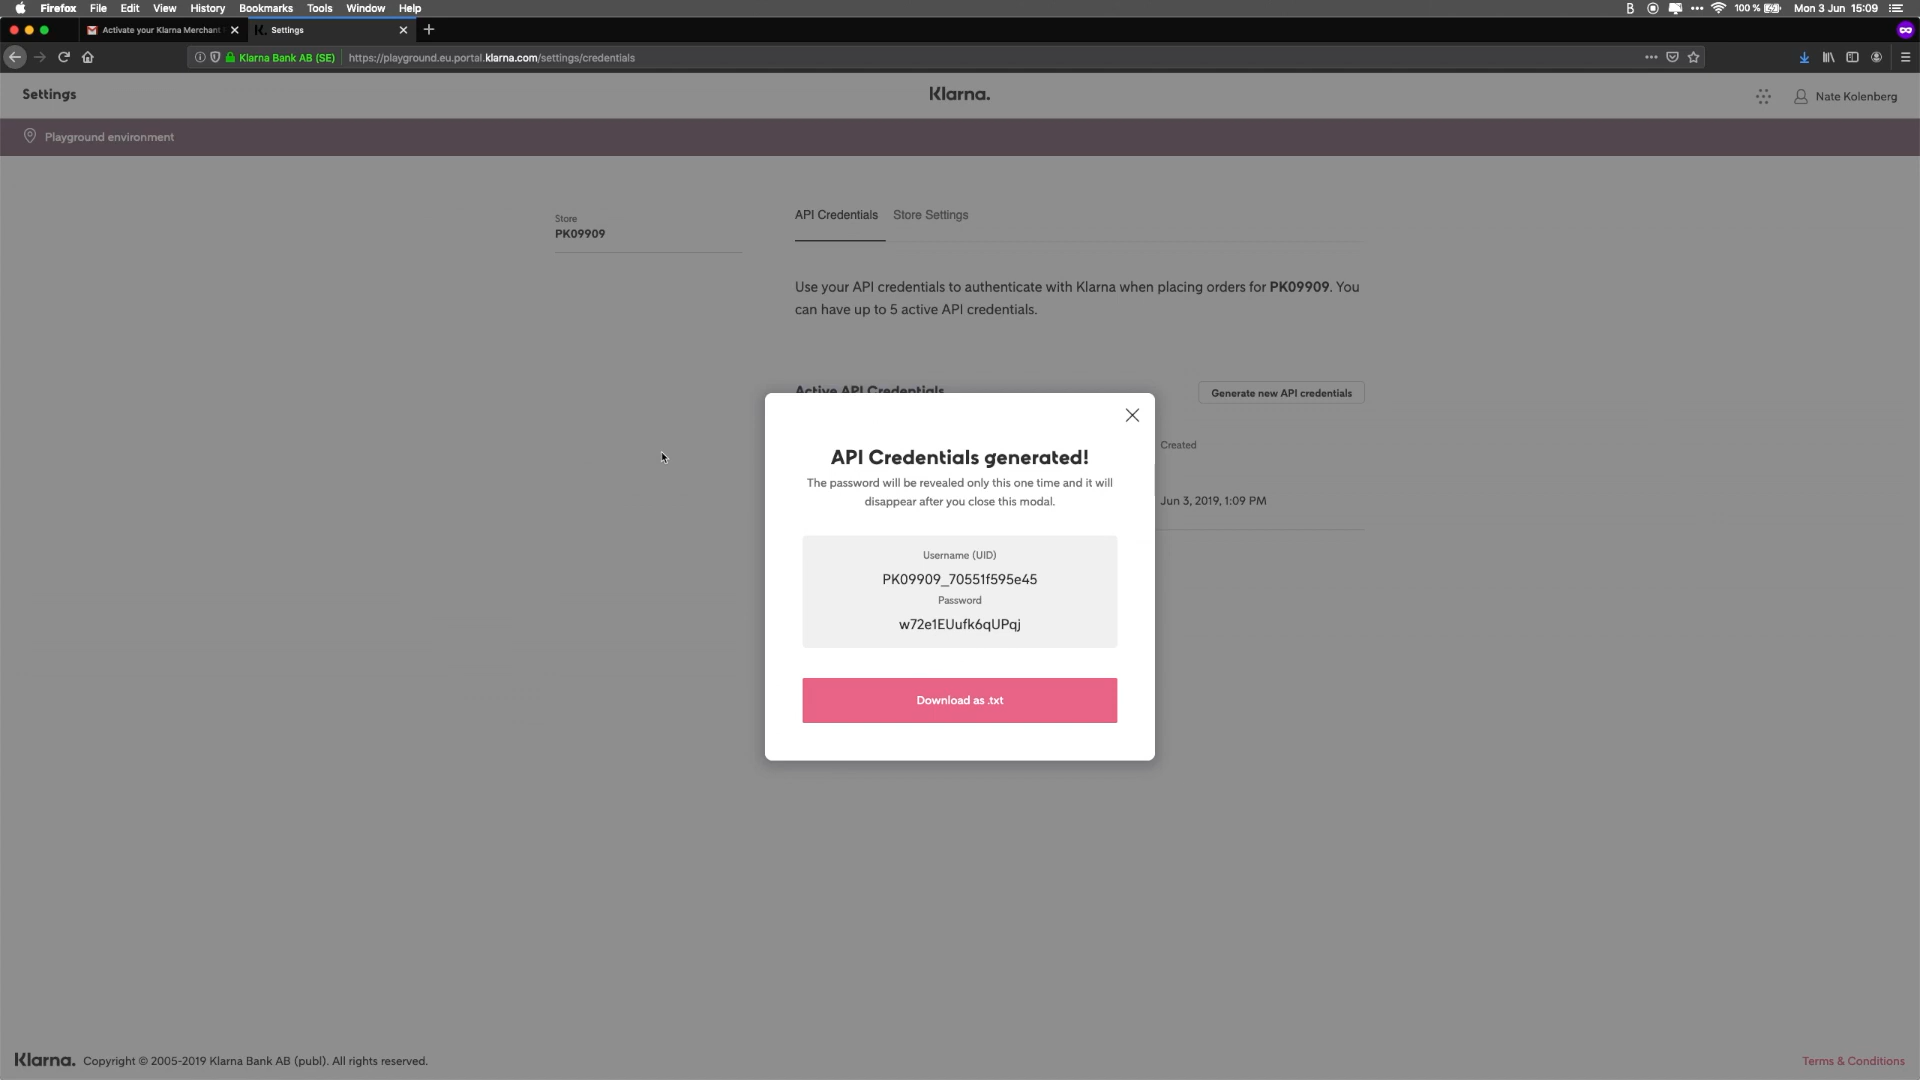 Firefox File Edit View History Bookmarks Tools Window Help
100 % Mon 3 Jun 15:09
Activate your Klarna Merchant
K. Settings
Klarna Bank AB (SE) https://playground.eu.portal.klarna.com/settings/credentials
Settings
Klarna.
Nate Kolenberg
Playground environment
Store
PK09909
API Credentials Store Settings
Use your API credentials to authenticate with Klarna when placing orders for PK09909. You
can have up to 5 active API credentials.
Active API Credentials
Generate new API credentials
Created
Jun 3, 2019, 1:09 PM
API Credentials generated!
The password will be revealed only this one time and it will
disappear after you close this modal.
Username (UID)
PK09909_70551f595e45
Password
w72e1EUufk6qUPqj
Download as .txt
Klarna. Copyright © 2005-2019 Klarna Bank AB (publ). All rights reserved.
Terms & Conditions